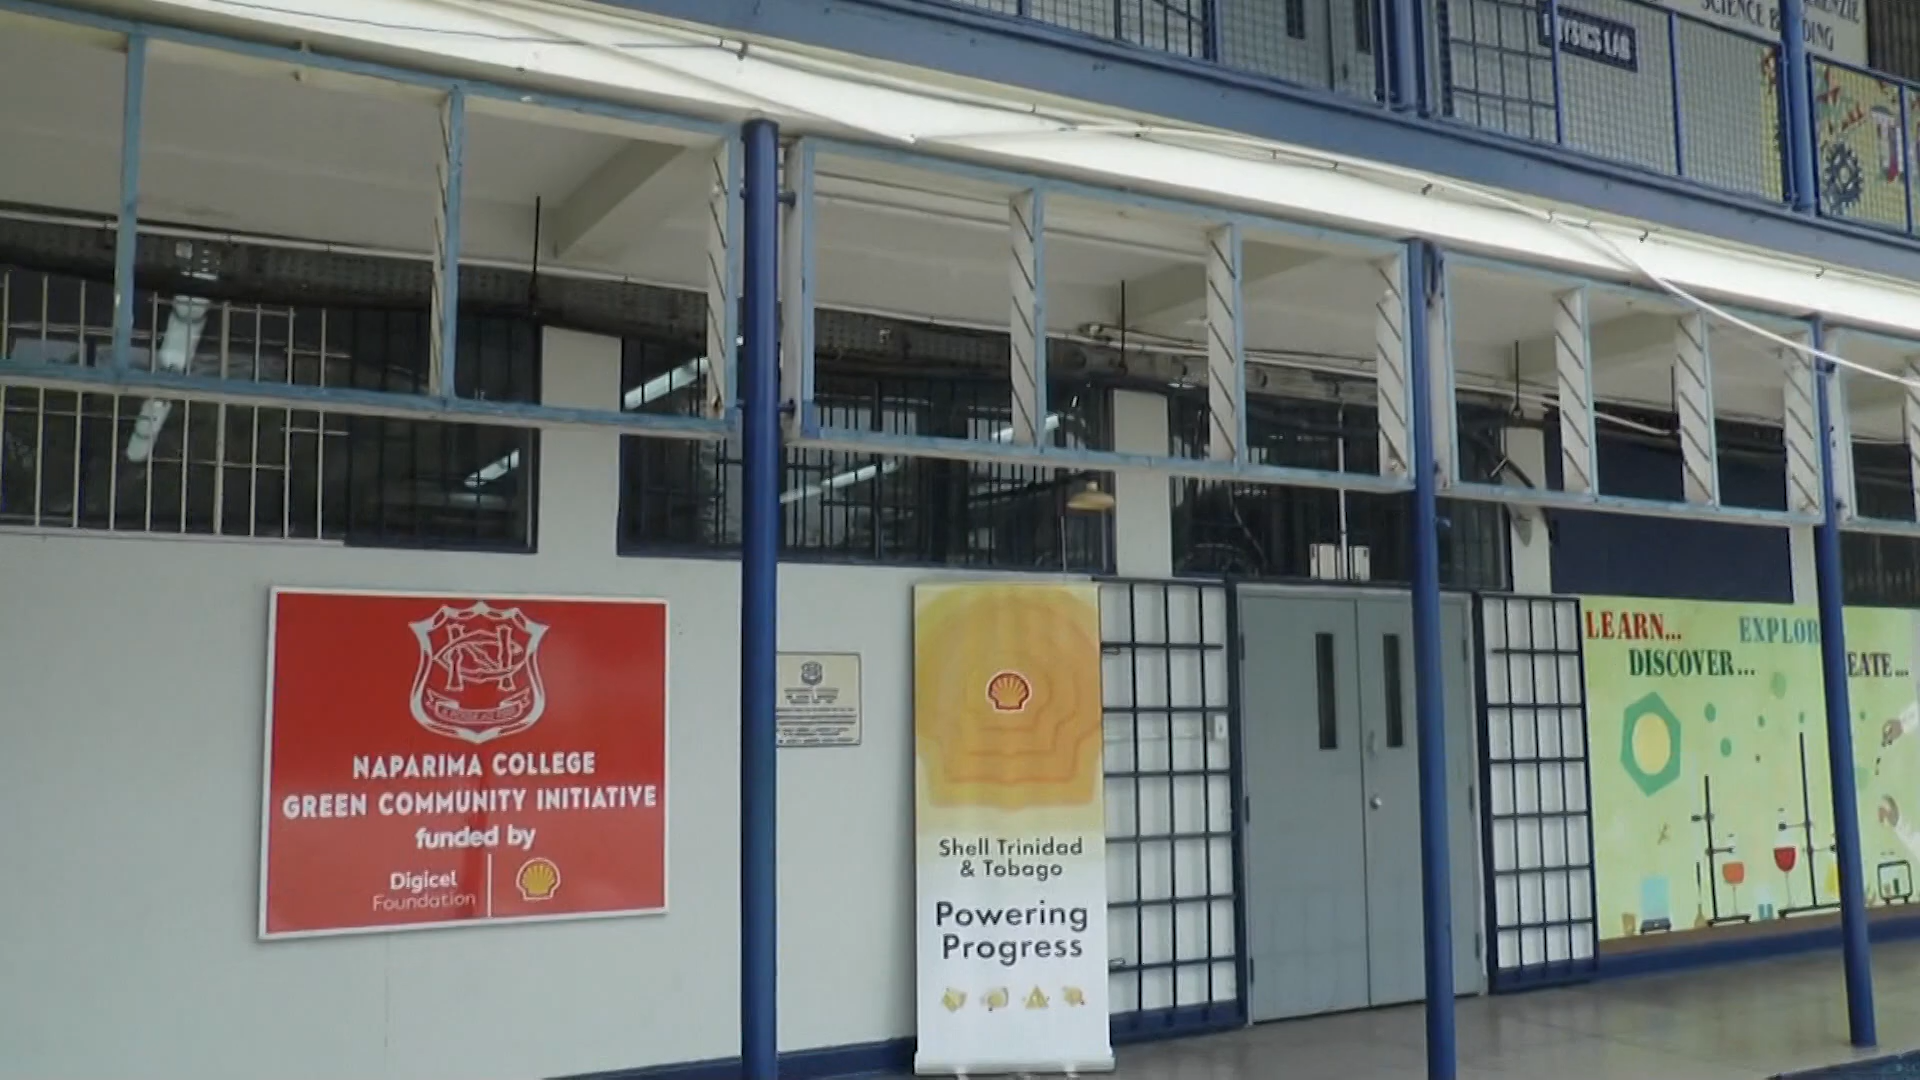 SCIENCE BUILDING
PHYSICS LAB
NAPARIMA COLLEGE
GREEN COMMUNITY INITIATIVE
funded by
Digicel
Foundation
Shell Trinidad
& Tobago
Powering
Progress
LEARN...
EXPLOR
DISCOVER...
EATE...